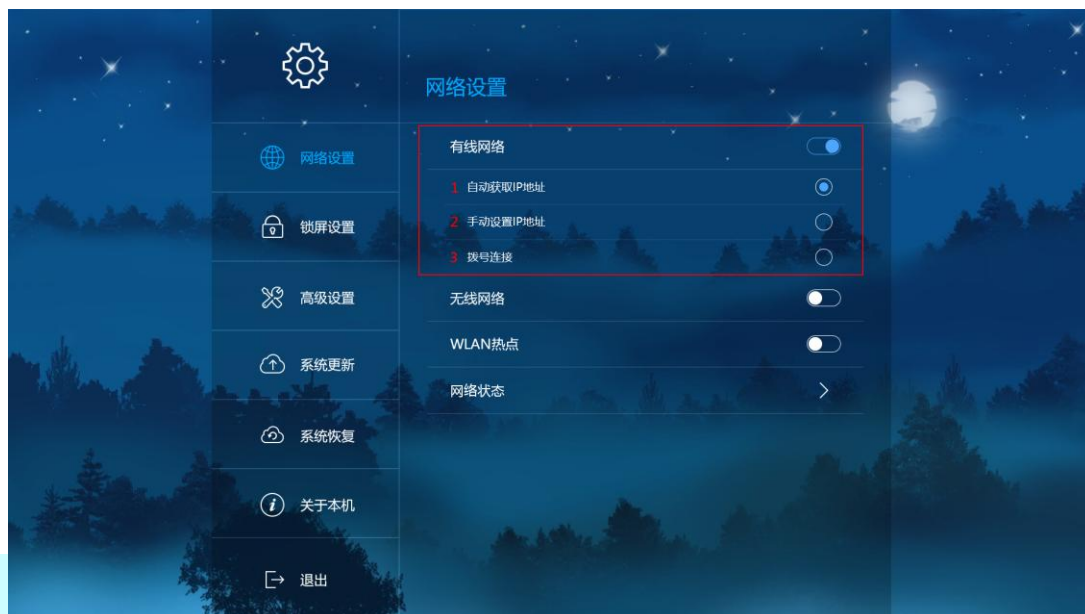 网络设置
网络设置
锁屏设置
高级设置
系统更新
系统恢复
关于本机
退出
有线网络
1 自动获取IP地址
2 手动设置IP地址
3 拨号连接
无线网络
WLAN热点
网络状态